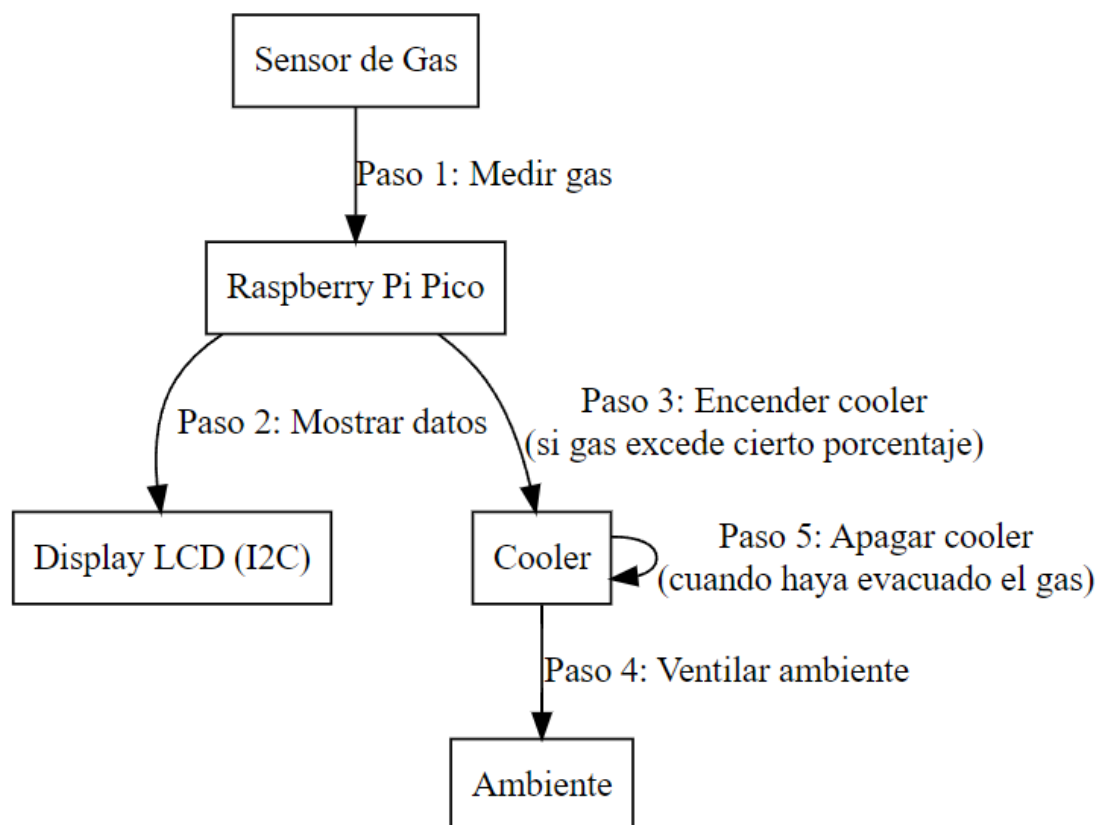 Sensor de Gas
Paso 1: Medir gas
Raspberry Pi Pico
Paso 2: Mostrar datos
Paso 3: Encender cooler
(si gas excede cierto porcentaje)
Display LCD (I2C)
Cooler
Paso 5: Apagar cooler
(cuando haya evacuado el gas)
Paso 4: Ventilar ambiente
Ambiente